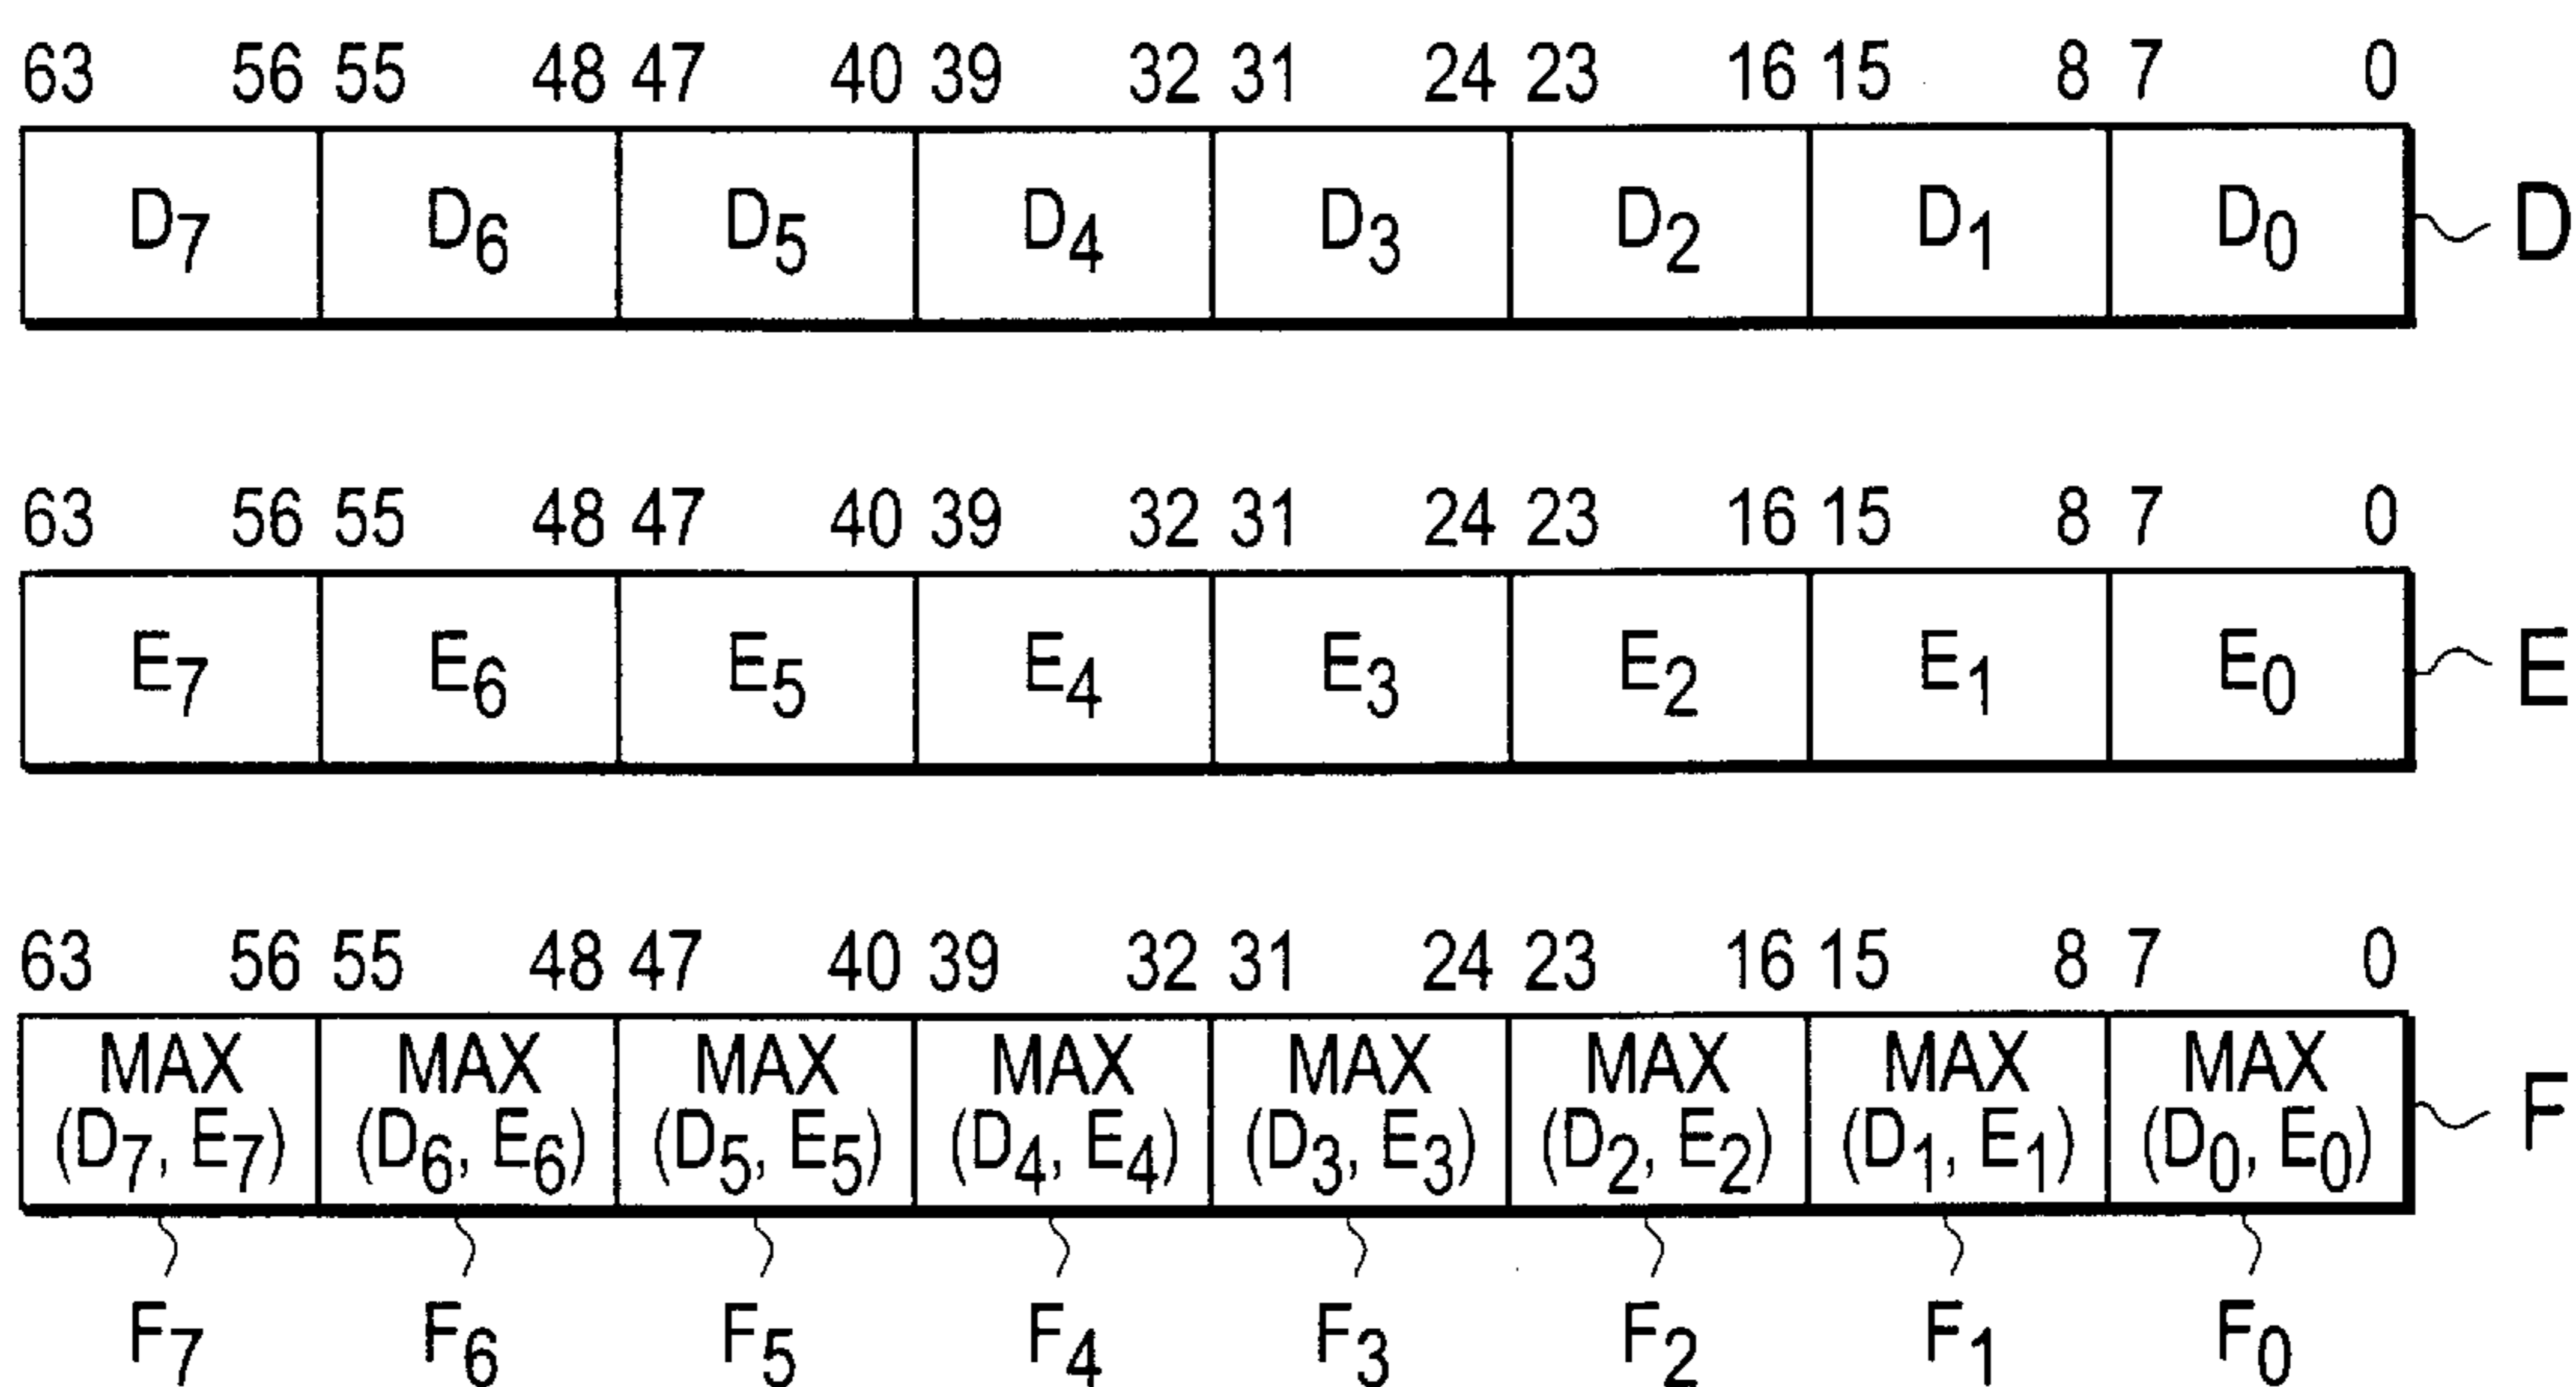 63 56 55 48 47 40 39 32 31 24 23 16 15 8 7 0
D7 D6 D5 D4 D3 D2 D1 D0 D
63 56 55 48 47 40 39 32 31 24 23 16 15 8 7 0
E7 E6 E5 E4 E3 E2 E1 E0 E
63 56 55 48 47 40 39 32 31 24 23 16 15 8 7 0
MAX MAX MAX MAX MAX MAX MAX MAX
(D7, E7) (D6, E6) (D5, E5) (D4, E4) (D3, E3) (D2, E2) (D1, E1) (D0, E0) F
F7 F6 F5 F4 F3 F2 F1 F0